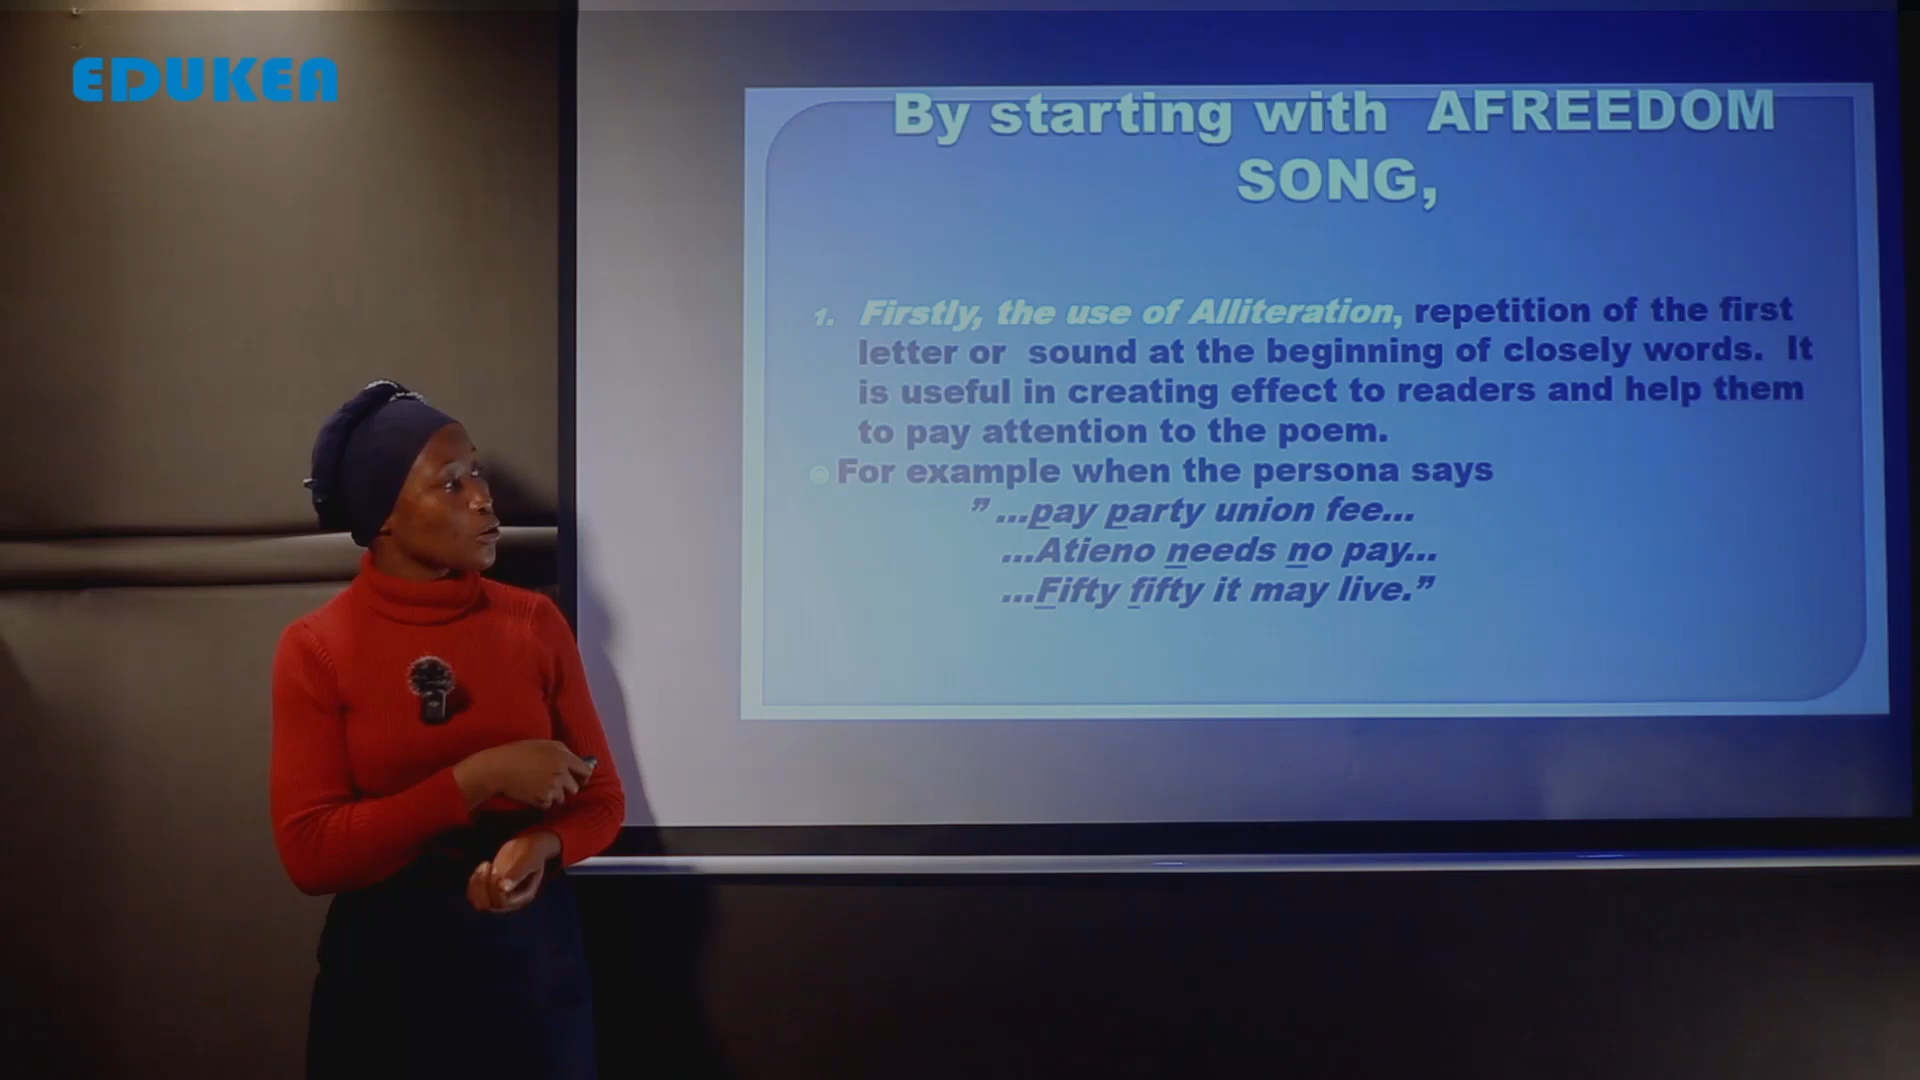 EDUKEA
By starting with AFREEDOM
SONG,
1. Firstly, the use of Alliteration, repetition of the first
letter or sound at the beginning of closely words. It
is useful in creating effect to readers and help them
to pay attention to the poem.
For example when the persona says
” ...pay party union fee...
...Atieno needs no pay...
...Fifty fifty it may live.”